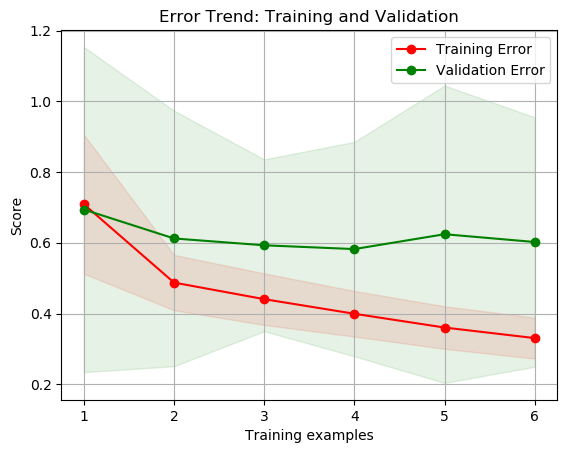 Error Trend: Training and Validation
Training Error
Validation Error
Score
1.2
1.0
0.8
0.6
0.4
0.2
1 2 3 4 5 6
Training examples